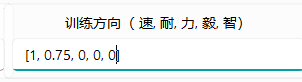 训练方向（速, 耐, 力, 毅, 智）
[1, 0.75, 0, 0, 0]